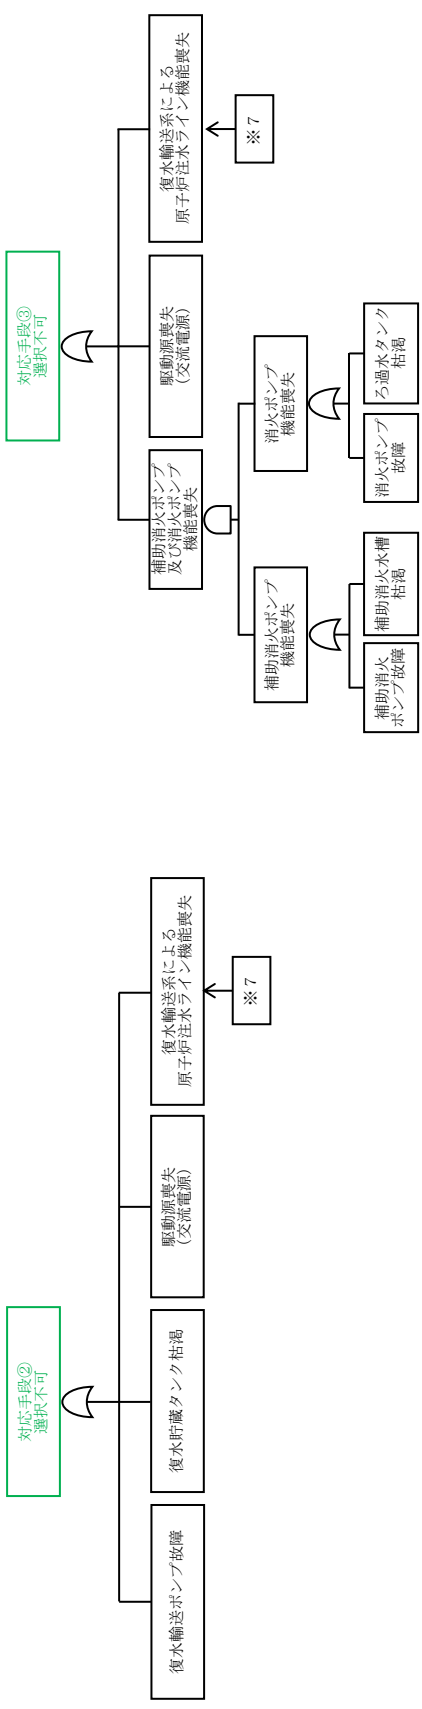 対応手段②
選択不可
復水輸送ポンプ故障
復水貯蔵タンク枯渇
駆動源喪失
(交流電源)
復水輸送系による
原子炉注水ライン機能喪失
※７
対応手段③
選択不可
補助消火ポンプ
及び消火ポンプ
機能喪失
駆動源喪失
(交流電源)
復水輸送系による
原子炉注水ライン機能喪失
※７
補助消火ポンプ
機能喪失
消火ポンプ
機能喪失
補助消火
ポンプ故障
補助消火水槽
枯渇
消火ポンプ
故障
ろ過水タンク
枯渇